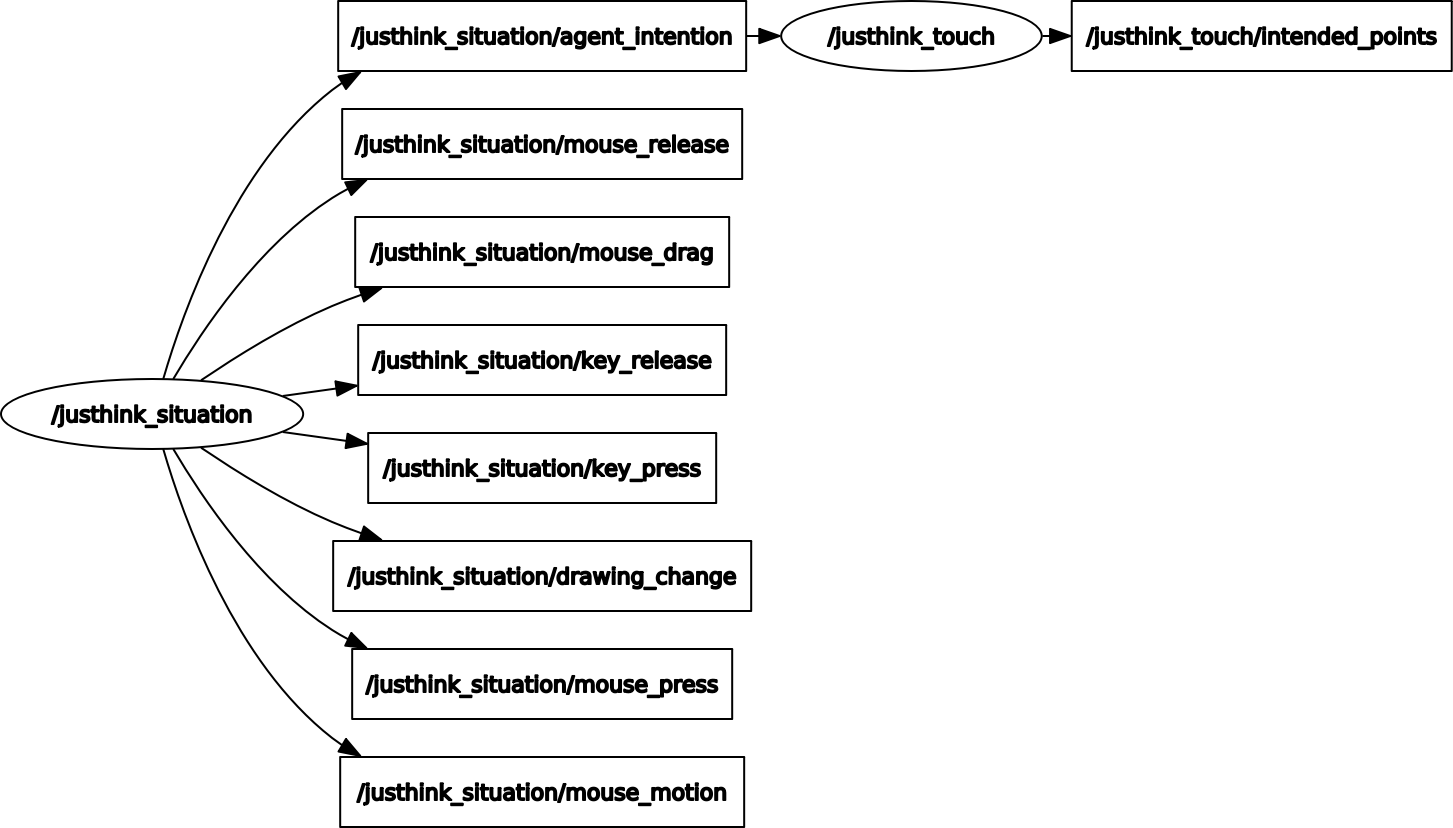 /justhink_situation/agent_intention
/justhink_touch
/justhink_touch/intended_points
/justhink_situation/mouse_release
/justhink_situation/mouse_drag
/justhink_situation/key_release
/justhink_situation
/justhink_situation/key_press
/justhink_situation/drawing_change
/justhink_situation/mouse_press
/justhink_situation/mouse_motion